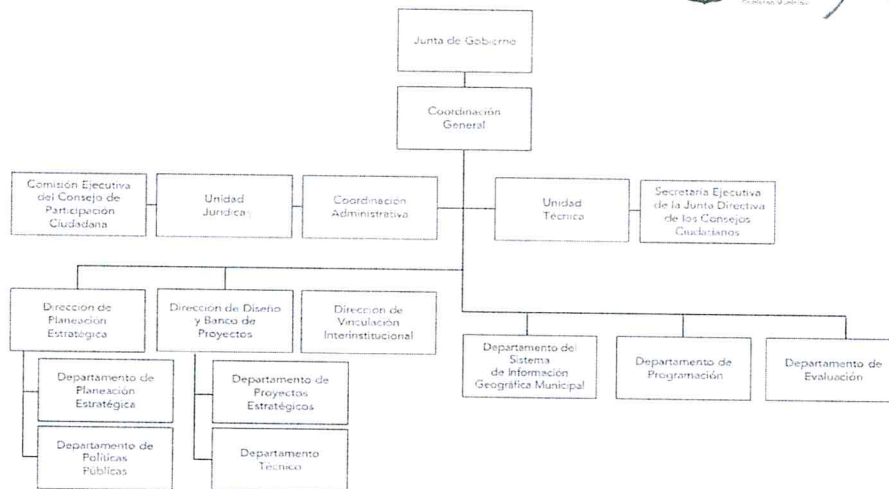 Junta de Gobierno
Coordinación
General
Comisión Ejecutiva
del Consejo de
Participación
Ciudadana
Unidad
Jurídica
Coordinación
Administrativa
Unidad
Técnica
Secretaría Ejecutiva
de la Junta Directiva
de los Consejos
Ciudadanos
Dirección de
Planeación
Estratégica
Dirección de Diseño
y Banco de
Proyectos
Dirección de
Vinculación
Interinstitucional
Departamento del
Sistema
de Información
Geográfica Municipal
Departamento de
Programación
Departamento de
Evaluación
Departamento de
Planeación
Estratégica
Departamento de
Proyectos
Estratégicos
Departamento de
Políticas
Públicas
Departamento
Técnico